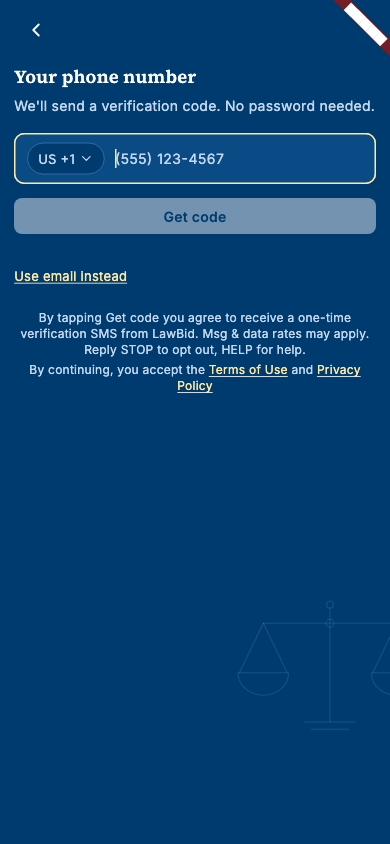 Your phone number
We'll send a verification code. No password needed.
US +1
(555) 123-4567
Get code
Use email instead
By tapping Get code you agree to receive a one-time
verification SMS from LawBid. Msg & data rates may apply.
Reply STOP to opt out, HELP for help.
By continuing, you accept the Terms of Use and Privacy
Policy